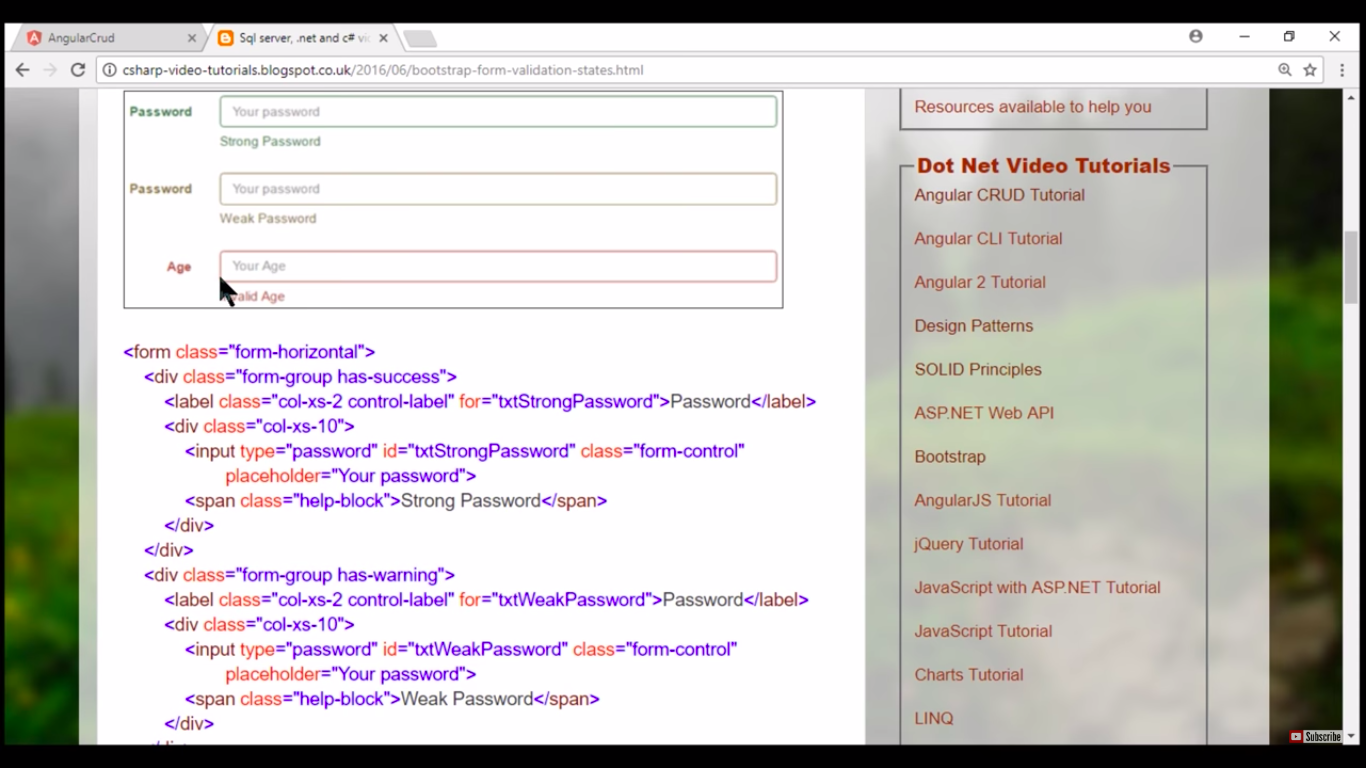 AngularCrud
Sql server, .net and c# vi
csharp-video-tutorials.blogspot.co.uk/2016/06/bootstrap-form-validation-states.html
Password
Your password
Strong Password
Password
Your password
Weak Password
Age
Your Age
Age
<form class="form-horizontal">
<div class="form-group has-success">
<label class="col-xs-2 control-label" for="txtStrongPassword">Password</label>
<div class="col-xs-10">
<input type="password" id="txtStrongPassword" class="form-control"
placeholder="Your password">
<span class="help-block">Strong Password</span>
</div>
</div>
<div class="form-group has-warning">
<label class="col-xs-2 control-label" for="txtWeakPassword">Password</label>
<div class="col-xs-10">
<input type="password" id="txtWeakPassword" class="form-control"
placeholder="Your password">
<span class="help-block">Weak Password</span>
</div>
Resources available to help you
Dot Net Video Tutorials
Angular CRUD Tutorial
Angular CLI Tutorial
Angular 2 Tutorial
Design Patterns
SOLID Principles
ASP.NET Web API
Bootstrap
AngularJS Tutorial
jQuery Tutorial
JavaScript with ASP.NET Tutorial
JavaScript Tutorial
Charts Tutorial
LINQ
Subscribe